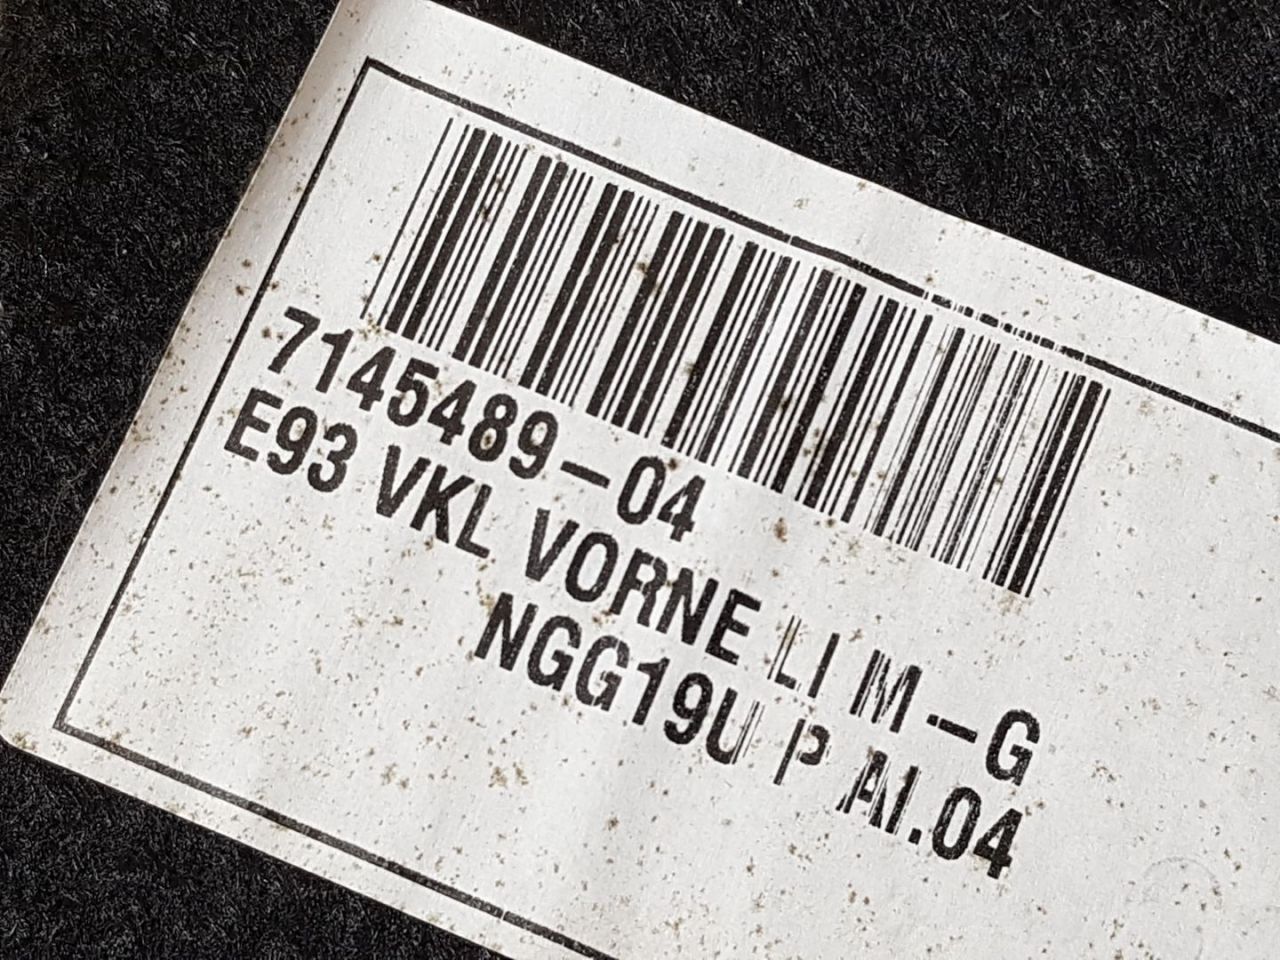 7145489-04
E93 VKL VORNE LI M-G
NGG19U P AI.04